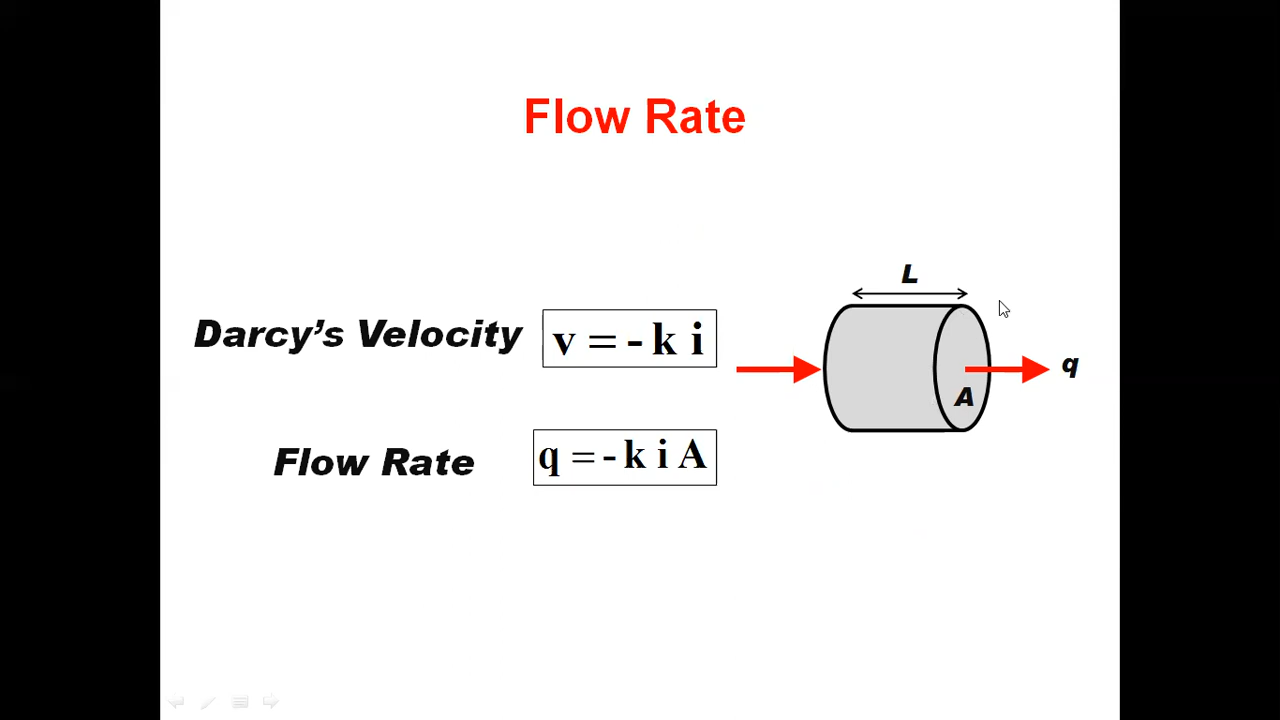 Flow Rate
L
Darcy's Velocity
v = - k i
q
A
Flow Rate
q = - k i A